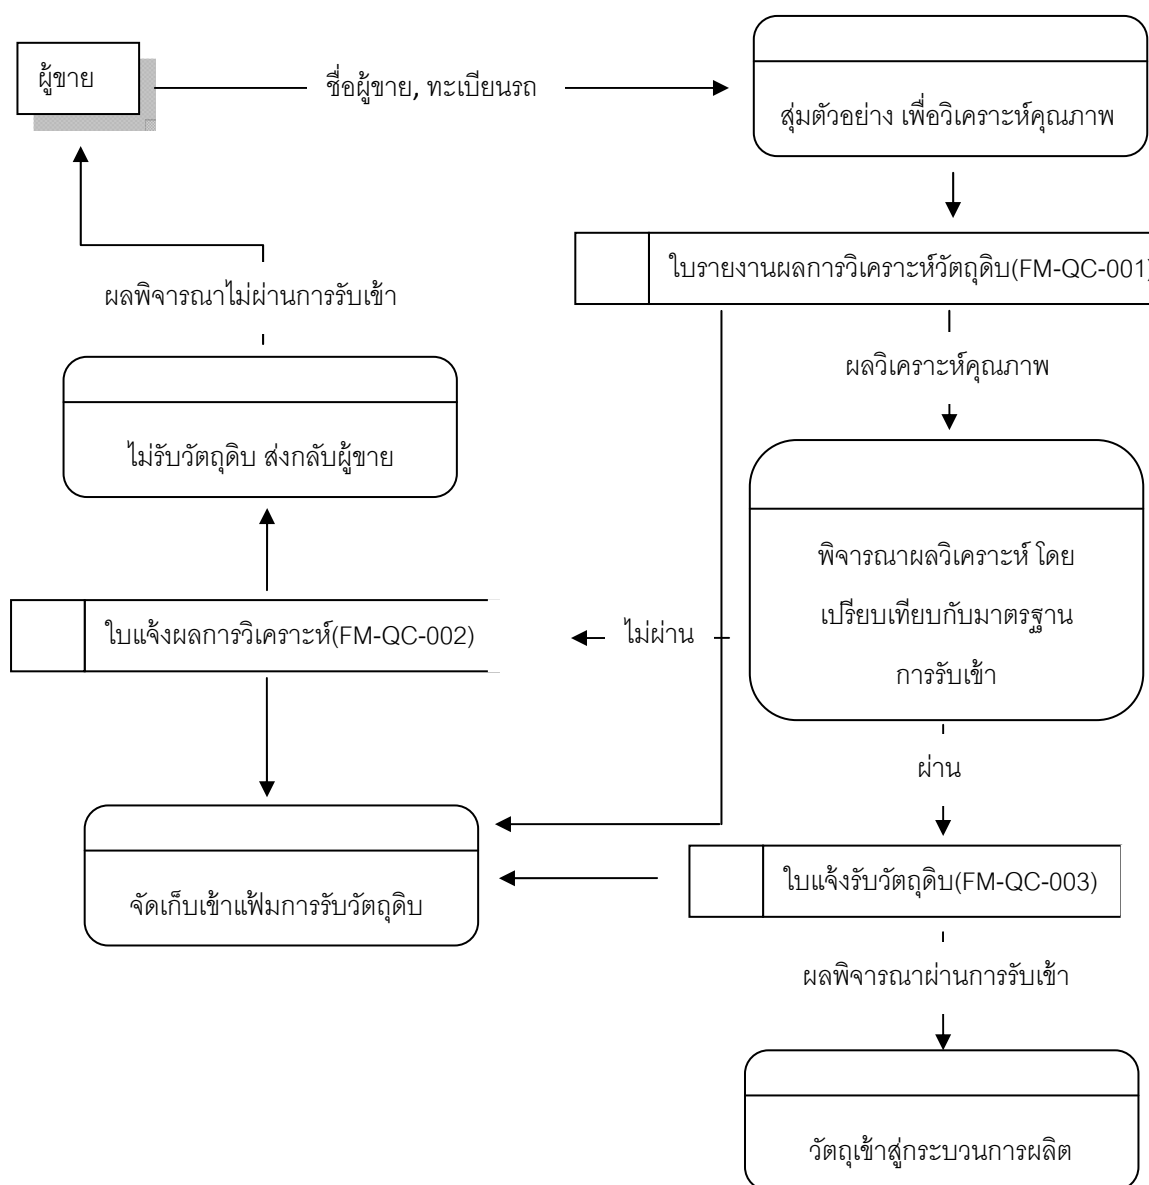 ผู้ขาย
ชื่อผู้ขาย, ทะเบียนรถ
สุ่มตัวอย่าง เพื่อวิเคราะห์คุณภาพ
ใบรายงานผลการวิเคราะห์วัตถุดิบ(FM-QC-001)
ผลพิจารณาไม่ผ่านการรับเข้า
ผลวิเคราะห์คุณภาพ
ไม่รับวัตถุดิบ ส่งกลับผู้ขาย
พิจารณาผลวิเคราะห์ โดย
เปรียบเทียบกับมาตรฐาน
การรับเข้า
ใบแจ้งผลการวิเคราะห์(FM-QC-002)
ไม่ผ่าน
ผ่าน
ใบแจ้งรับวัตถุดิบ(FM-QC-003)
จัดเก็บเข้าแฟ้มการรับวัตถุดิบ
ผลพิจารณาผ่านการรับเข้า
วัตถุเข้าสู่กระบวนการผลิต